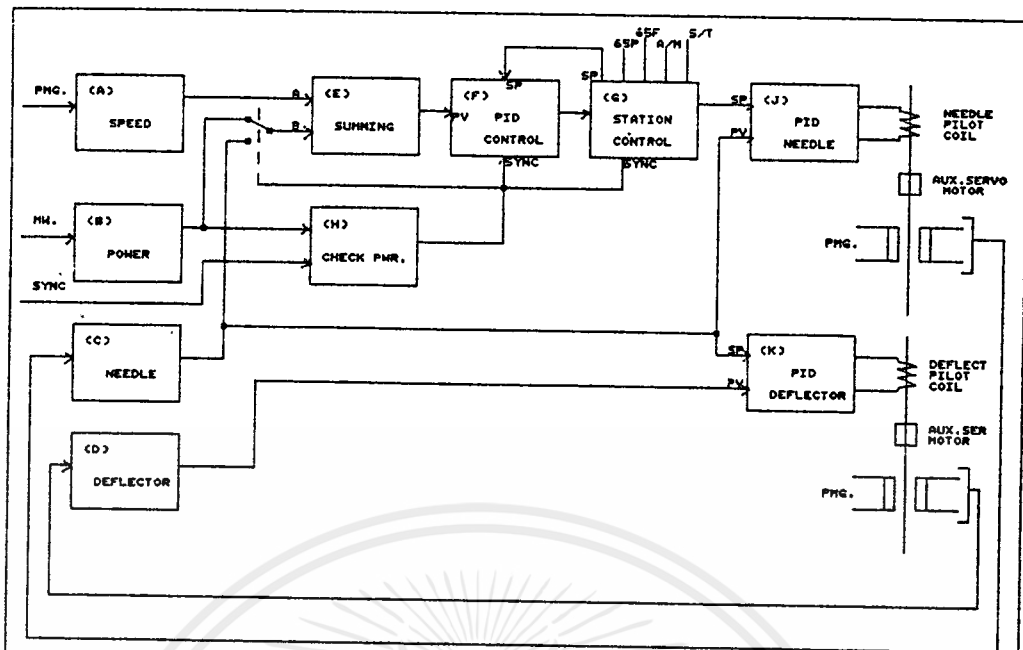 65F
S/T
65P
A/M
PMG.
(A)
SPEED
A
B.
(E)
SUMMING
PV
SP
(F)
PID
CONTROL
SYNC
SP
(G)
STATION
CONTROL
SYNC
SP
PV
(J)
PID
NEEDLE
NEEDLE
PILOT
COIL
AUX.SERVO
MOTOR
PMG.
MW.
(B)
POWER
SYNC
(H)
CHECK PWR.
(C)
NEEDLE
SP
PV
(K)
PID
DEFLECTOR
DEFLECT
PILOT
COIL
AUX.SER
MOTOR
PMG.
(D)
DEFLECTOR